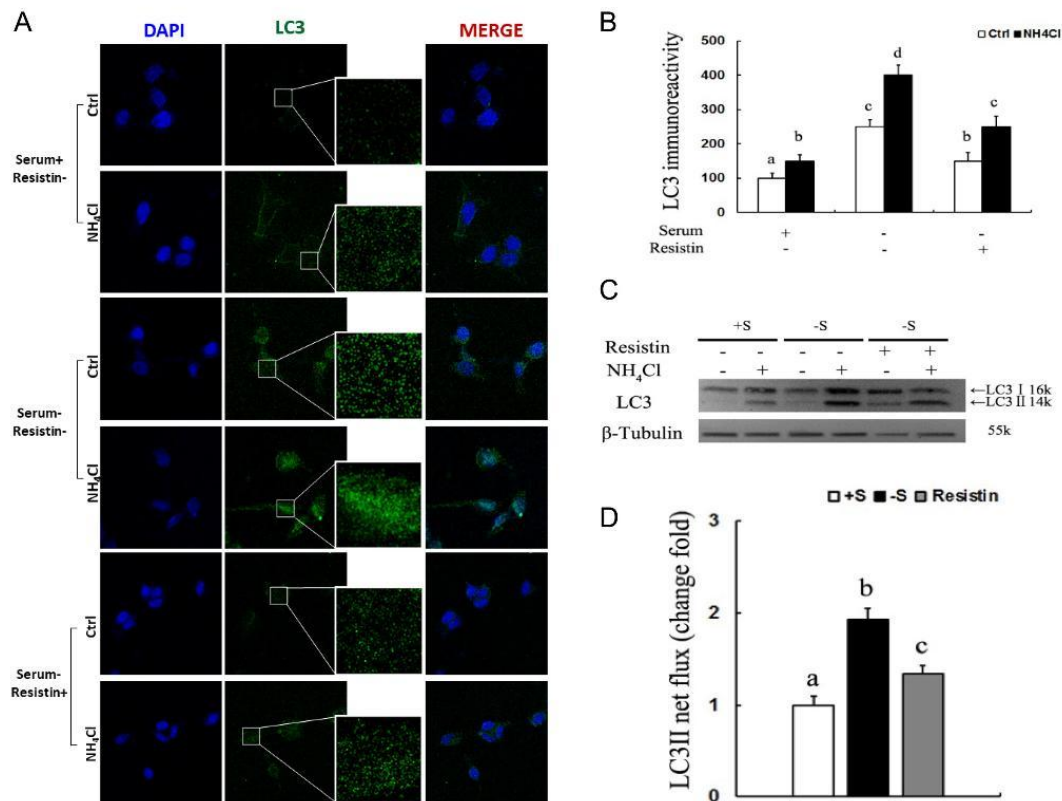 A
DAPI LC3 MERGE
Serum+
Resistin-
Ctrl
NH4Cl
Serum-
Resistin-
Ctrl
NH4Cl
Serum-
Resistin+
Ctrl
NH4Cl
B
Ctrl NH4Cl
LC3 immunoreactivity
500
400
300
200
100
0
a b c d b c
Serum + - -
Resistin - - +
C
+S -S -S
Resistin - - - - + +
NH₄Cl - + - + - +
LC3
←LC3 Ⅰ 16k
←LC3 Ⅱ 14k
β-Tubulin 55k
D
+S -S Resistin
LC3II net flux (change fold)
3
2
1
0
a b c